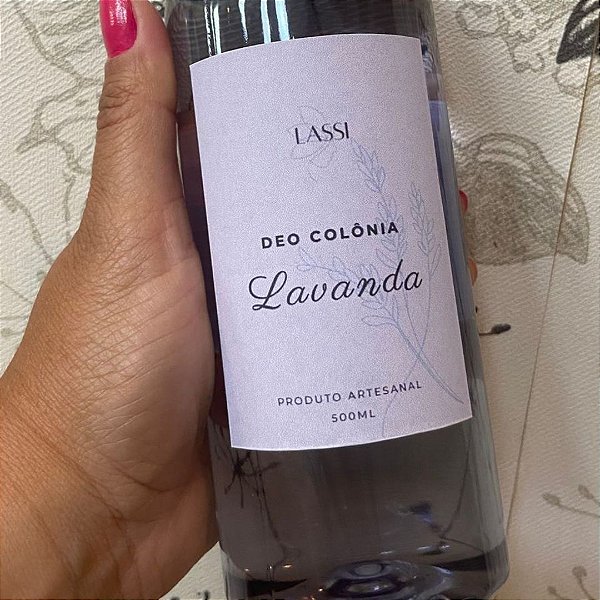 LASSI
DEO COLÔNIA
Lavanda
PRODUTO ARTESANAL
500ML